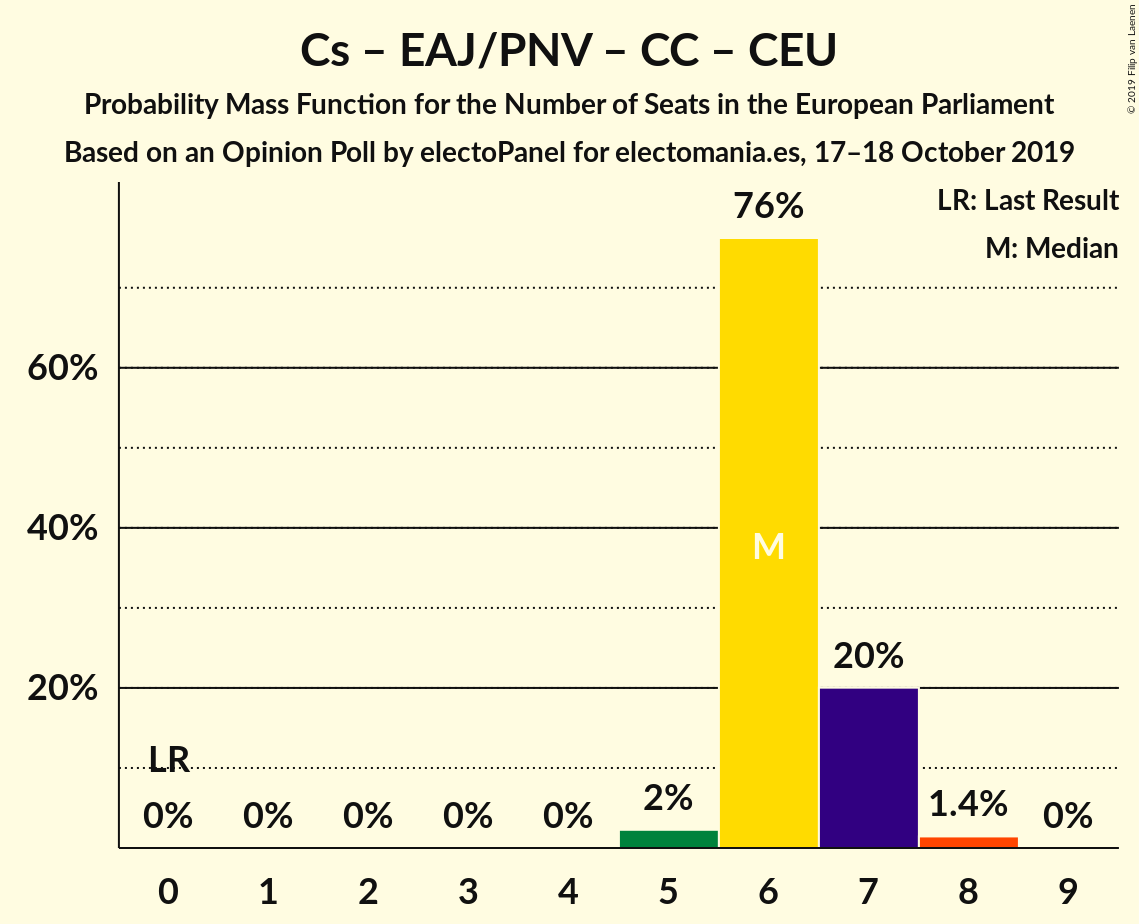 Cs – EAJ/PNV – CC – CEU
Probability Mass Function for the Number of Seats in the European Parliament
Based on an Opinion Poll by electoPanel for electomania.es, 17–18 October 2019
© 2019 Filip van Laenen
LR: Last Result
M: Median
76%
60%
40%
M
20%
20%
LR
0% 0% 0% 0% 0% 2% 1.4% 0%
0 1 2 3 4 5 6 7 8 9